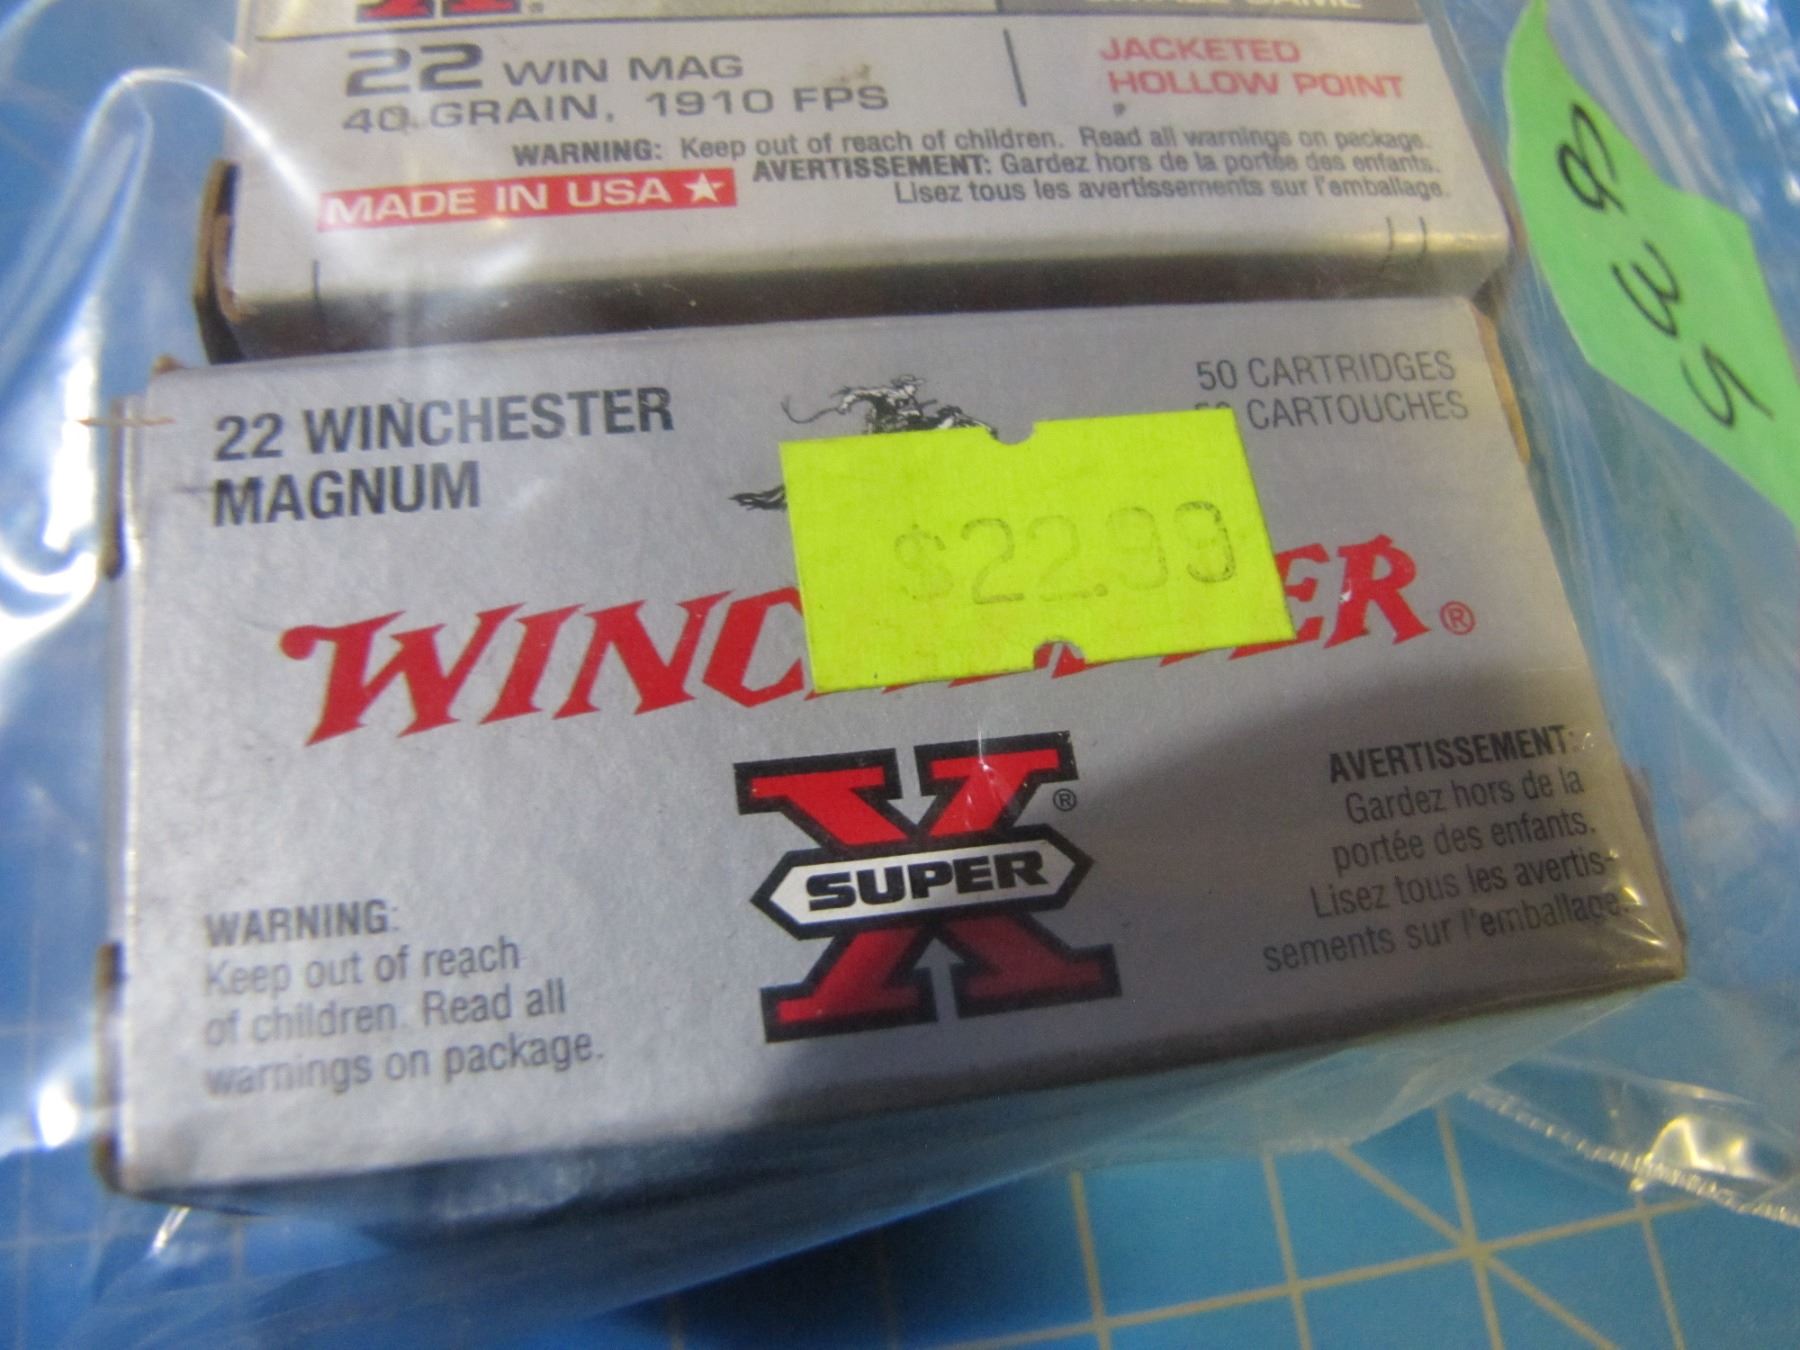 22 WIN MAG
40 GRAIN, 1910 FPS
JACKETED
HOLLOW POINT
WARNING: Keep out of reach of children. Read all warnings on package.
AVERTISSEMENT: Gardez hors de la portée des enfants.
Lisez tous les avertissements sur l'emballage.
MADE IN USA
835
22 WINCHESTER
MAGNUM
50 CARTRIDGES
CARTOUCHES
$22.99
®
X
®
SUPER
WARNING:
Keep out of reach
of children. Read all
warnings on package.
AVERTISSEMENT:
Gardez hors de la
portée des enfants.
Lisez tous les avertis-
sements sur l'emballage.